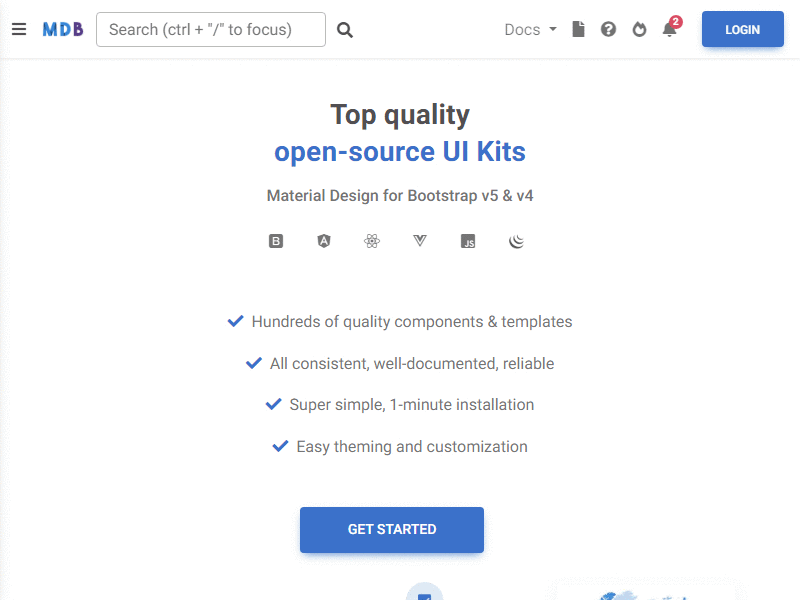 MDB
Search (ctrl + "/" to focus)
Docs
2
LOGIN
Top quality
open-source UI Kits
Material Design for Bootstrap v5 & v4
B
A
JS
Hundreds of quality components & templates
All consistent, well-documented, reliable
Super simple, 1-minute installation
Easy theming and customization
GET STARTED